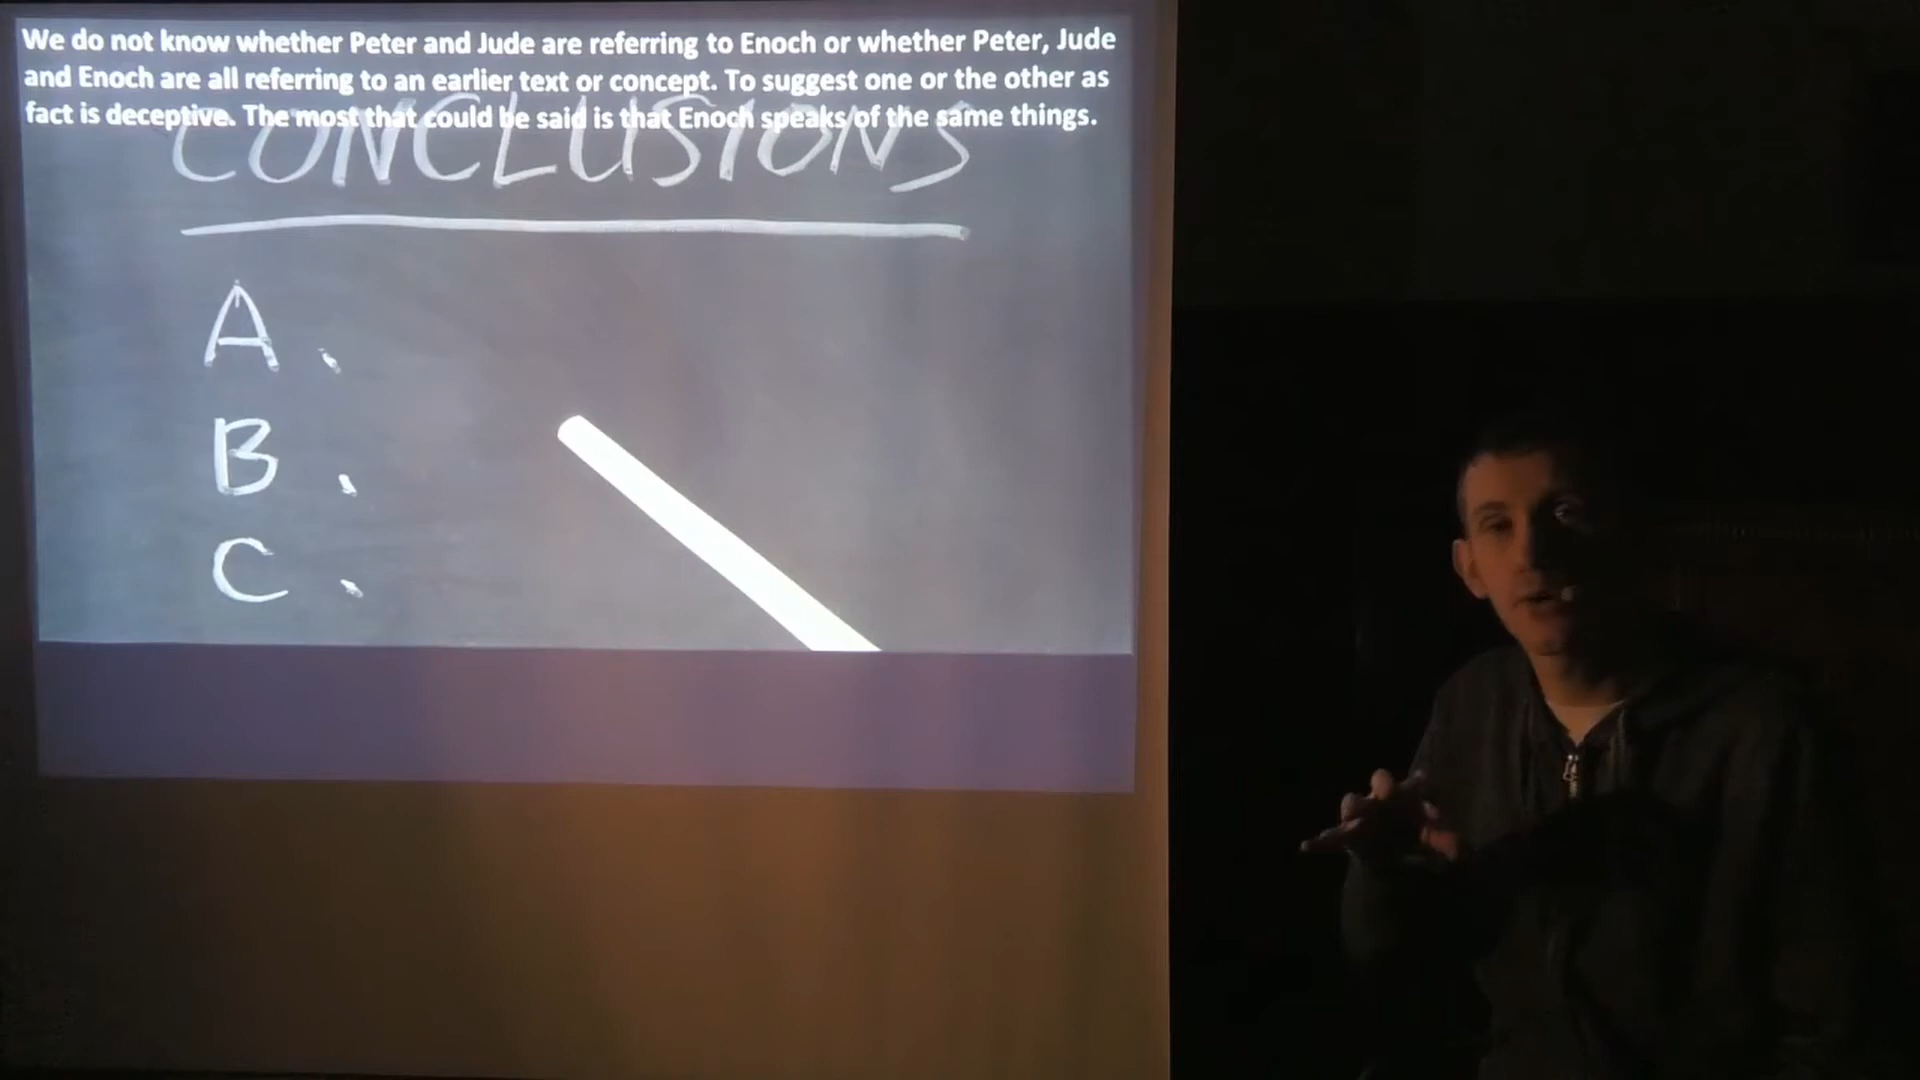 We do not know whether Peter and Jude are referring to Enoch or whether Peter, Jude
and Enoch are all referring to an earlier text or concept. To suggest one or the other as
fact is deceptive. The most that could be said is that Enoch speaks of the same things.
CONCLUSIONS
A.
B.
C.